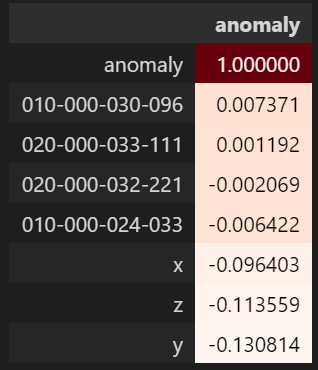 anomaly
anomaly 1.000000
010-000-030-096 0.007371
020-000-033-111 0.001192
020-000-032-221 -0.002069
010-000-024-033 -0.006422
x -0.096403
z -0.113559
y -0.130814